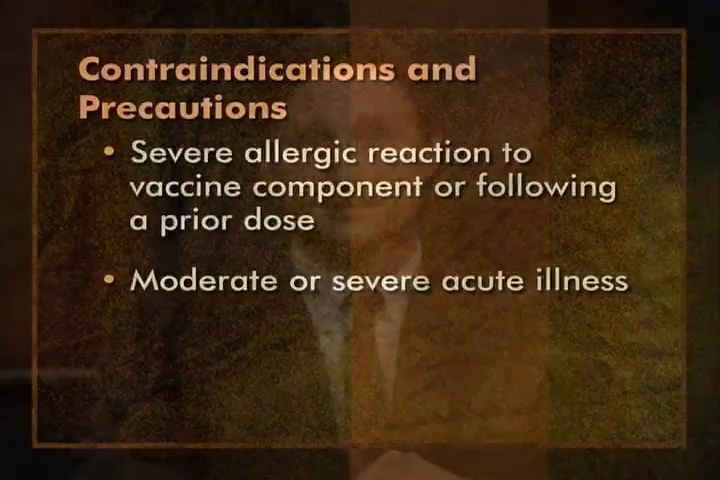 Contraindications and
Precautions
• Severe allergic reaction to
vaccine component or following
a prior dose
• Moderate or severe acute illness